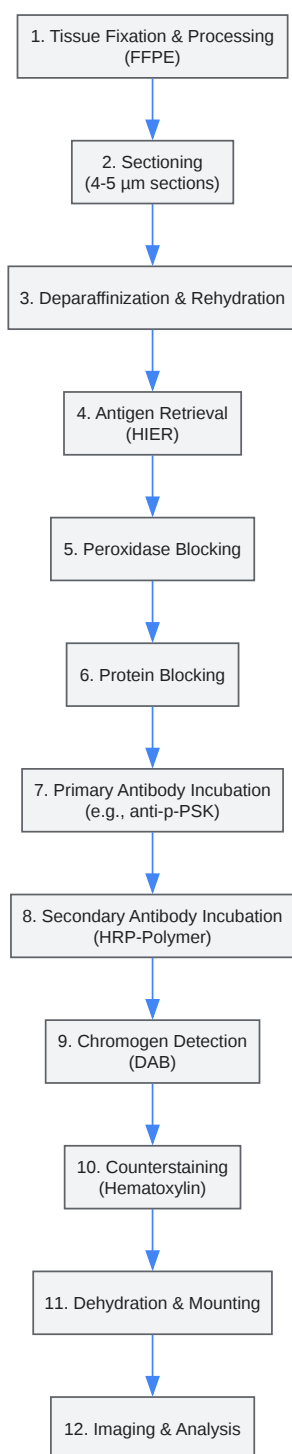 1. Tissue Fixation & Processing
(FFPE)
2. Sectioning
(4-5 µm sections)
3. Deparaffinization & Rehydration
4. Antigen Retrieval
(HIER)
5. Peroxidase Blocking
6. Protein Blocking
7. Primary Antibody Incubation
(e.g., anti-p-PSK)
8. Secondary Antibody Incubation
(HRP-Polymer)
9. Chromogen Detection
(DAB)
10. Counterstaining
(Hematoxylin)
11. Dehydration & Mounting
12. Imaging & Analysis